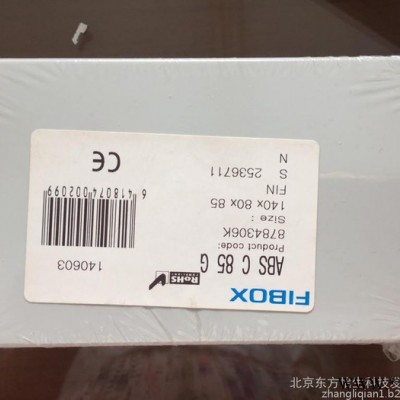 FIBOX
ABS C 85 G
RoHS
140603
Product code:
8784306K
Size :
140x 80x 85
FIN
S 2536711
N
CE
6 418074 002099
北京东方
zhangliqian1.b2